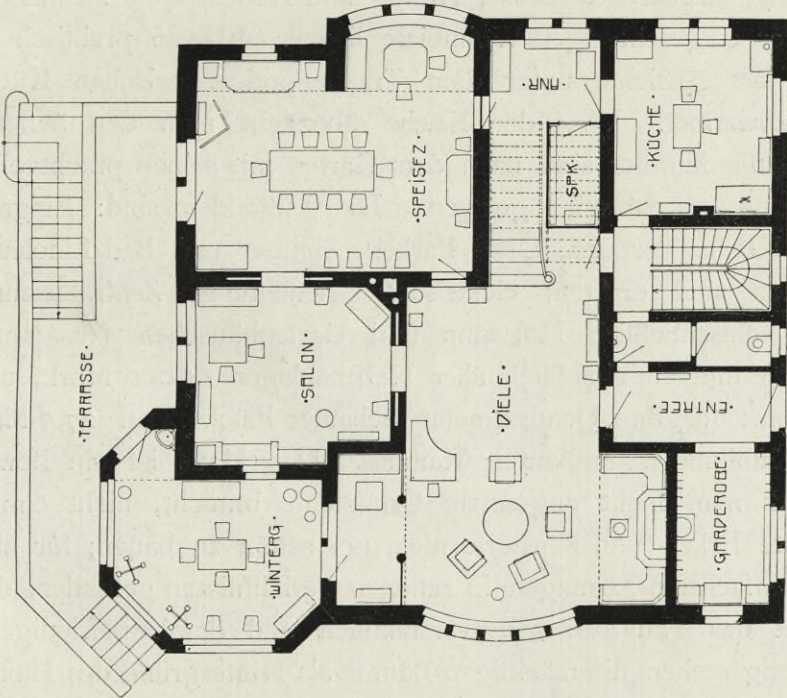 ·ANR·
·KÜCHE·
·SPEISEZ·
·SPK·
·SALON·
·TERRASSE·
·DIELE·
·ENTREE·
·WINTERG·
·GARDEROBE·